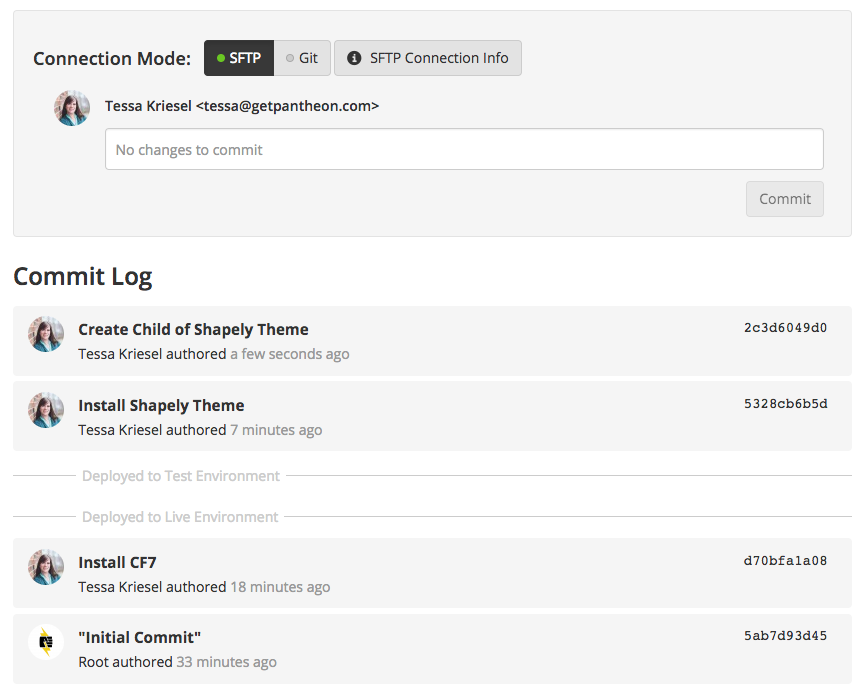 Connection Mode: SFTP Git SFTP Connection Info
Tessa Kriesel <tessa@getpantheon.com>
No changes to commit
Commit
Commit Log
Create Child of Shapely Theme 2c3d6049d0
Tessa Kriesel authored a few seconds ago
Install Shapely Theme 5328cb6b5d
Tessa Kriesel authored 7 minutes ago
Deployed to Test Environment
Deployed to Live Environment
Install CF7 d70bfa1a08
Tessa Kriesel authored 18 minutes ago
"Initial Commit" 5ab7d93d45
Root authored 33 minutes ago